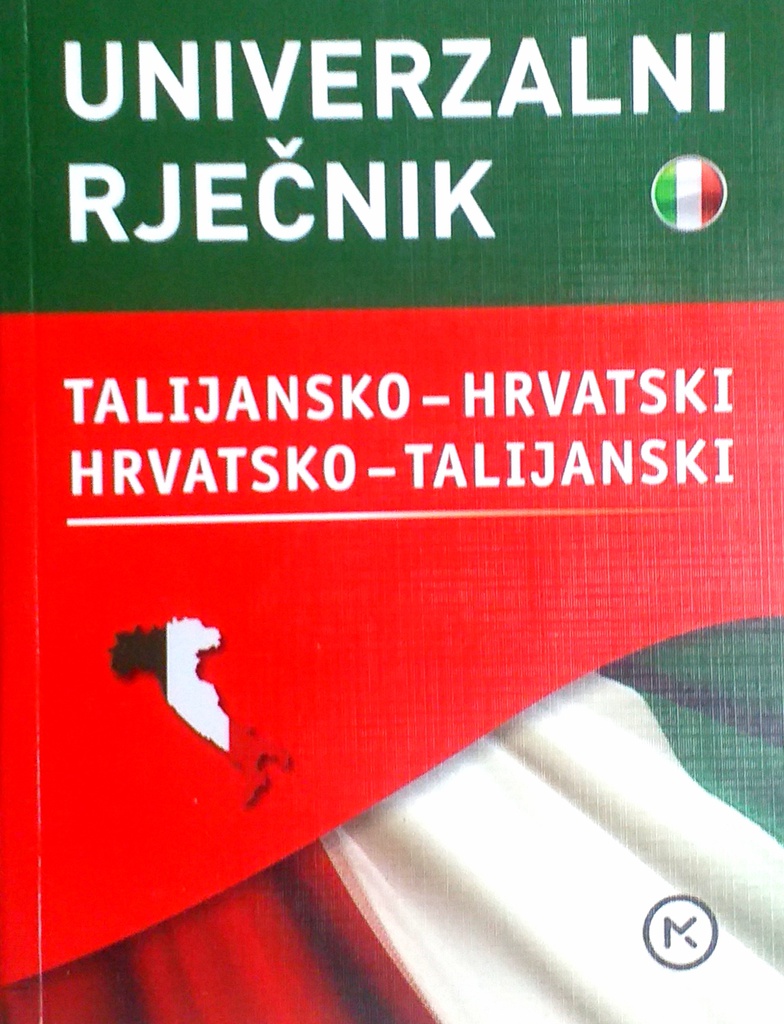 UNIVERZALNI
RJEČNIK
TALIJANSKO – HRVATSKI
HRVATSKO – TALIJANSKI